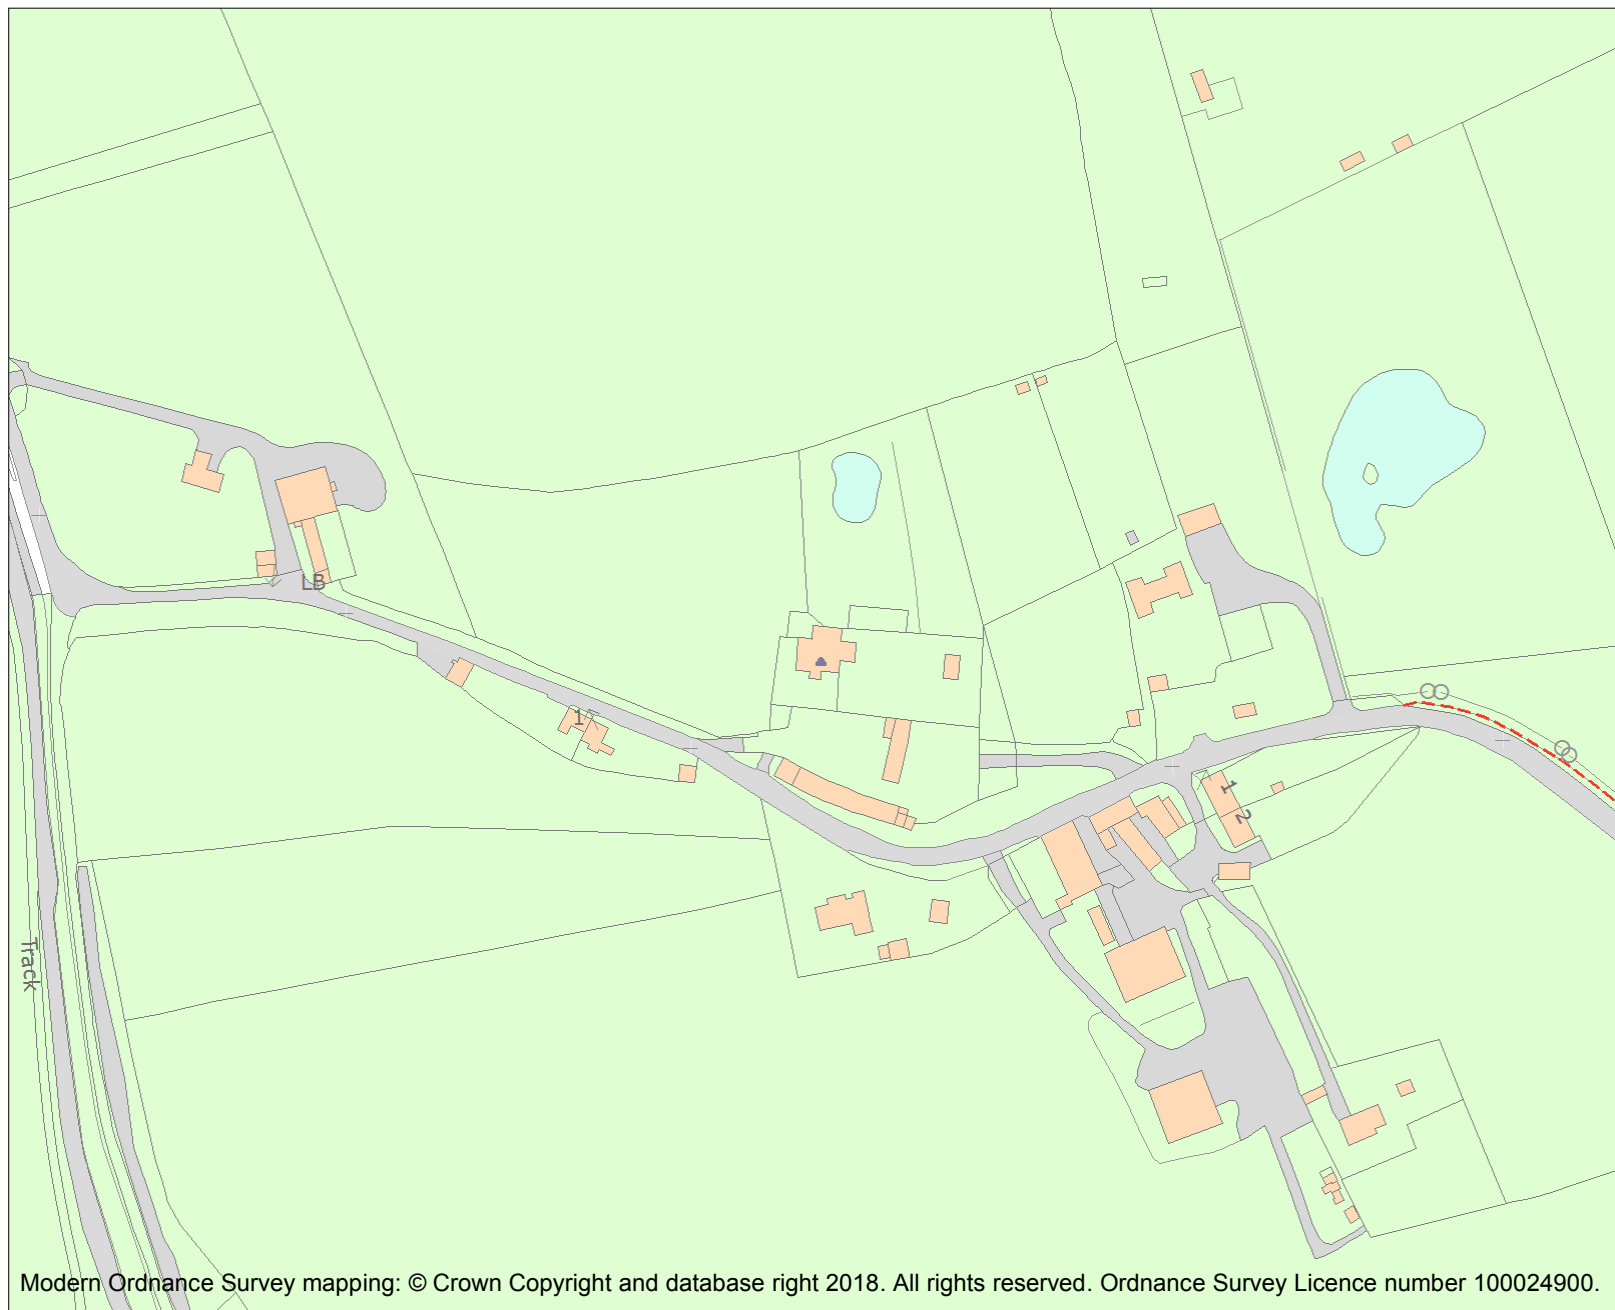 LB
1
1
2
Track
Modern Ordnance Survey mapping: © Crown Copyright and database right 2018. All rights reserved. Ordnance Survey Licence number 100024900.